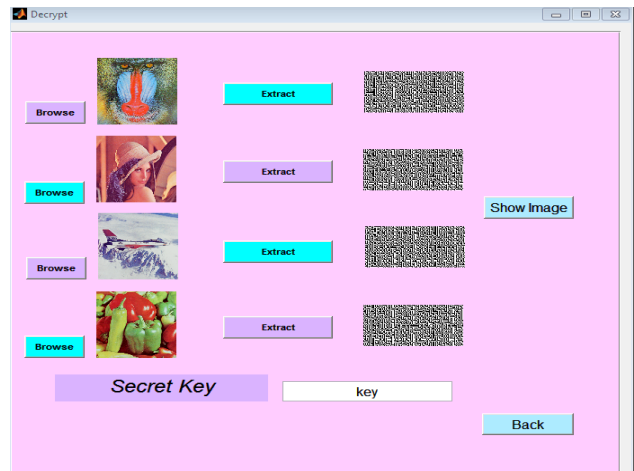 Decrypt
Extract
Browse
Extract
Browse
Show Image
Extract
Browse
Extract
Browse
Secret Key
key
Back